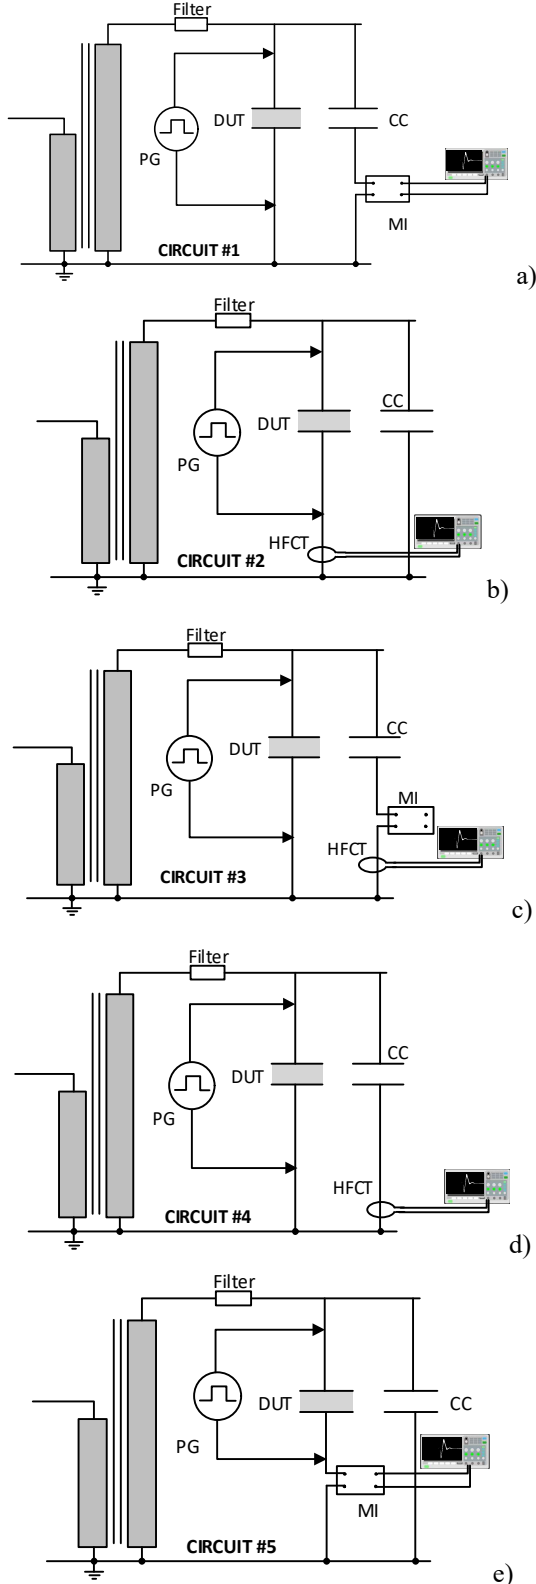 Filter
DUT
CC
PG
MI
CIRCUIT #1
a)
Filter
CC
DUT
PG
HFCT
CIRCUIT #2
b)
Filter
CC
DUT
PG
MI
HFCT
CIRCUIT #3
c)
Filter
CC
DUT
PG
HFCT
CIRCUIT #4
d)
Filter
DUT
CC
PG
MI
CIRCUIT #5
e)